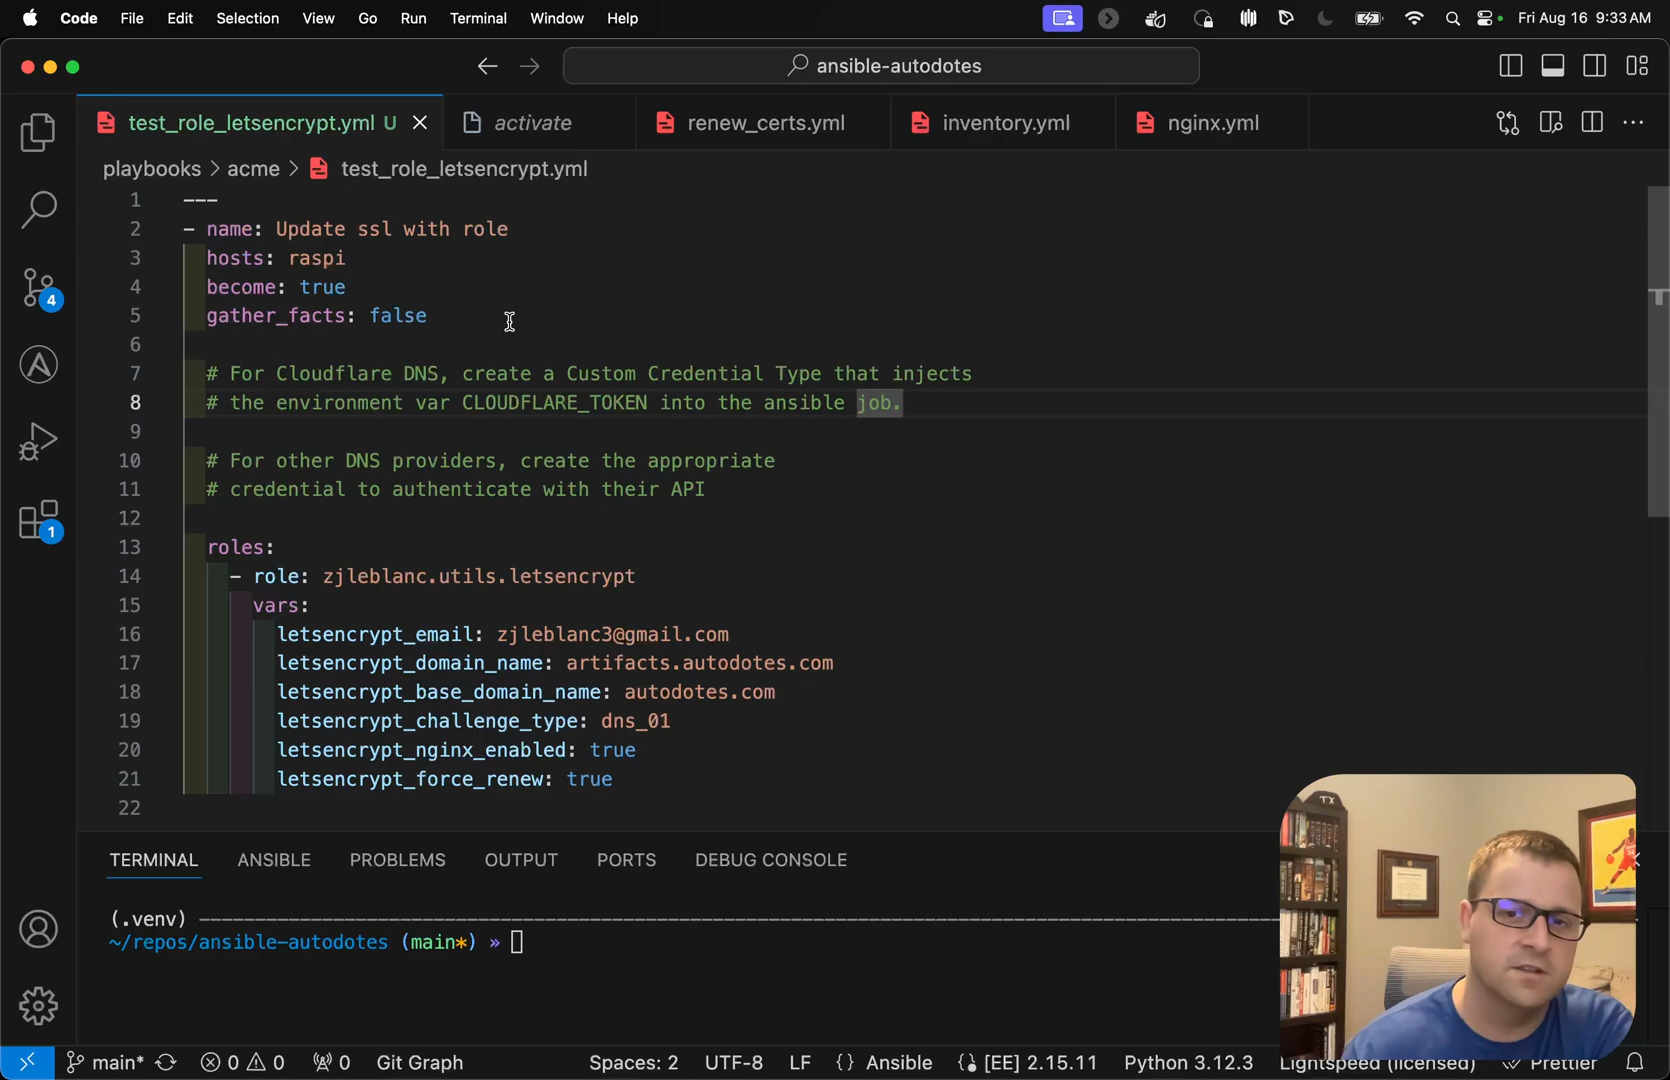 Code File Edit Selection View Go Run Terminal Window Help Fri Aug 16 9:33 AM
ansible-autodotes
test_role_letsencrypt.yml U activate renew_certs.yml inventory.yml nginx.yml
playbooks > acme > test_role_letsencrypt.yml
1 ---
2 - name: Update ssl with role
3 hosts: raspi
4 become: true
5 gather_facts: false
6
7 # For Cloudflare DNS, create a Custom Credential Type that injects
8 # the environment var CLOUDFLARE_TOKEN into the ansible job.
9
10 # For other DNS providers, create the appropriate
11 # credential to authenticate with their API
12
13 roles:
14 - role: zjleblanc.utils.letsencrypt
15 vars:
16 letsencrypt_email: zjleblanc3@gmail.com
17 letsencrypt_domain_name: artifacts.autodotes.com
18 letsencrypt_base_domain_name: autodotes.com
19 letsencrypt_challenge_type: dns_01
20 letsencrypt_nginx_enabled: true
21 letsencrypt_force_renew: true
22
4
1
TX
TERMINAL ANSIBLE PROBLEMS OUTPUT PORTS DEBUG CONSOLE
(.venv)
~/repos/ansible-autodotes (main*) »
main* 0 0 0 Git Graph Spaces: 2 UTF-8 LF {} Ansible [EE] 2.15.11 Python 3.12.3 Lightspeed (licensed) Prettier